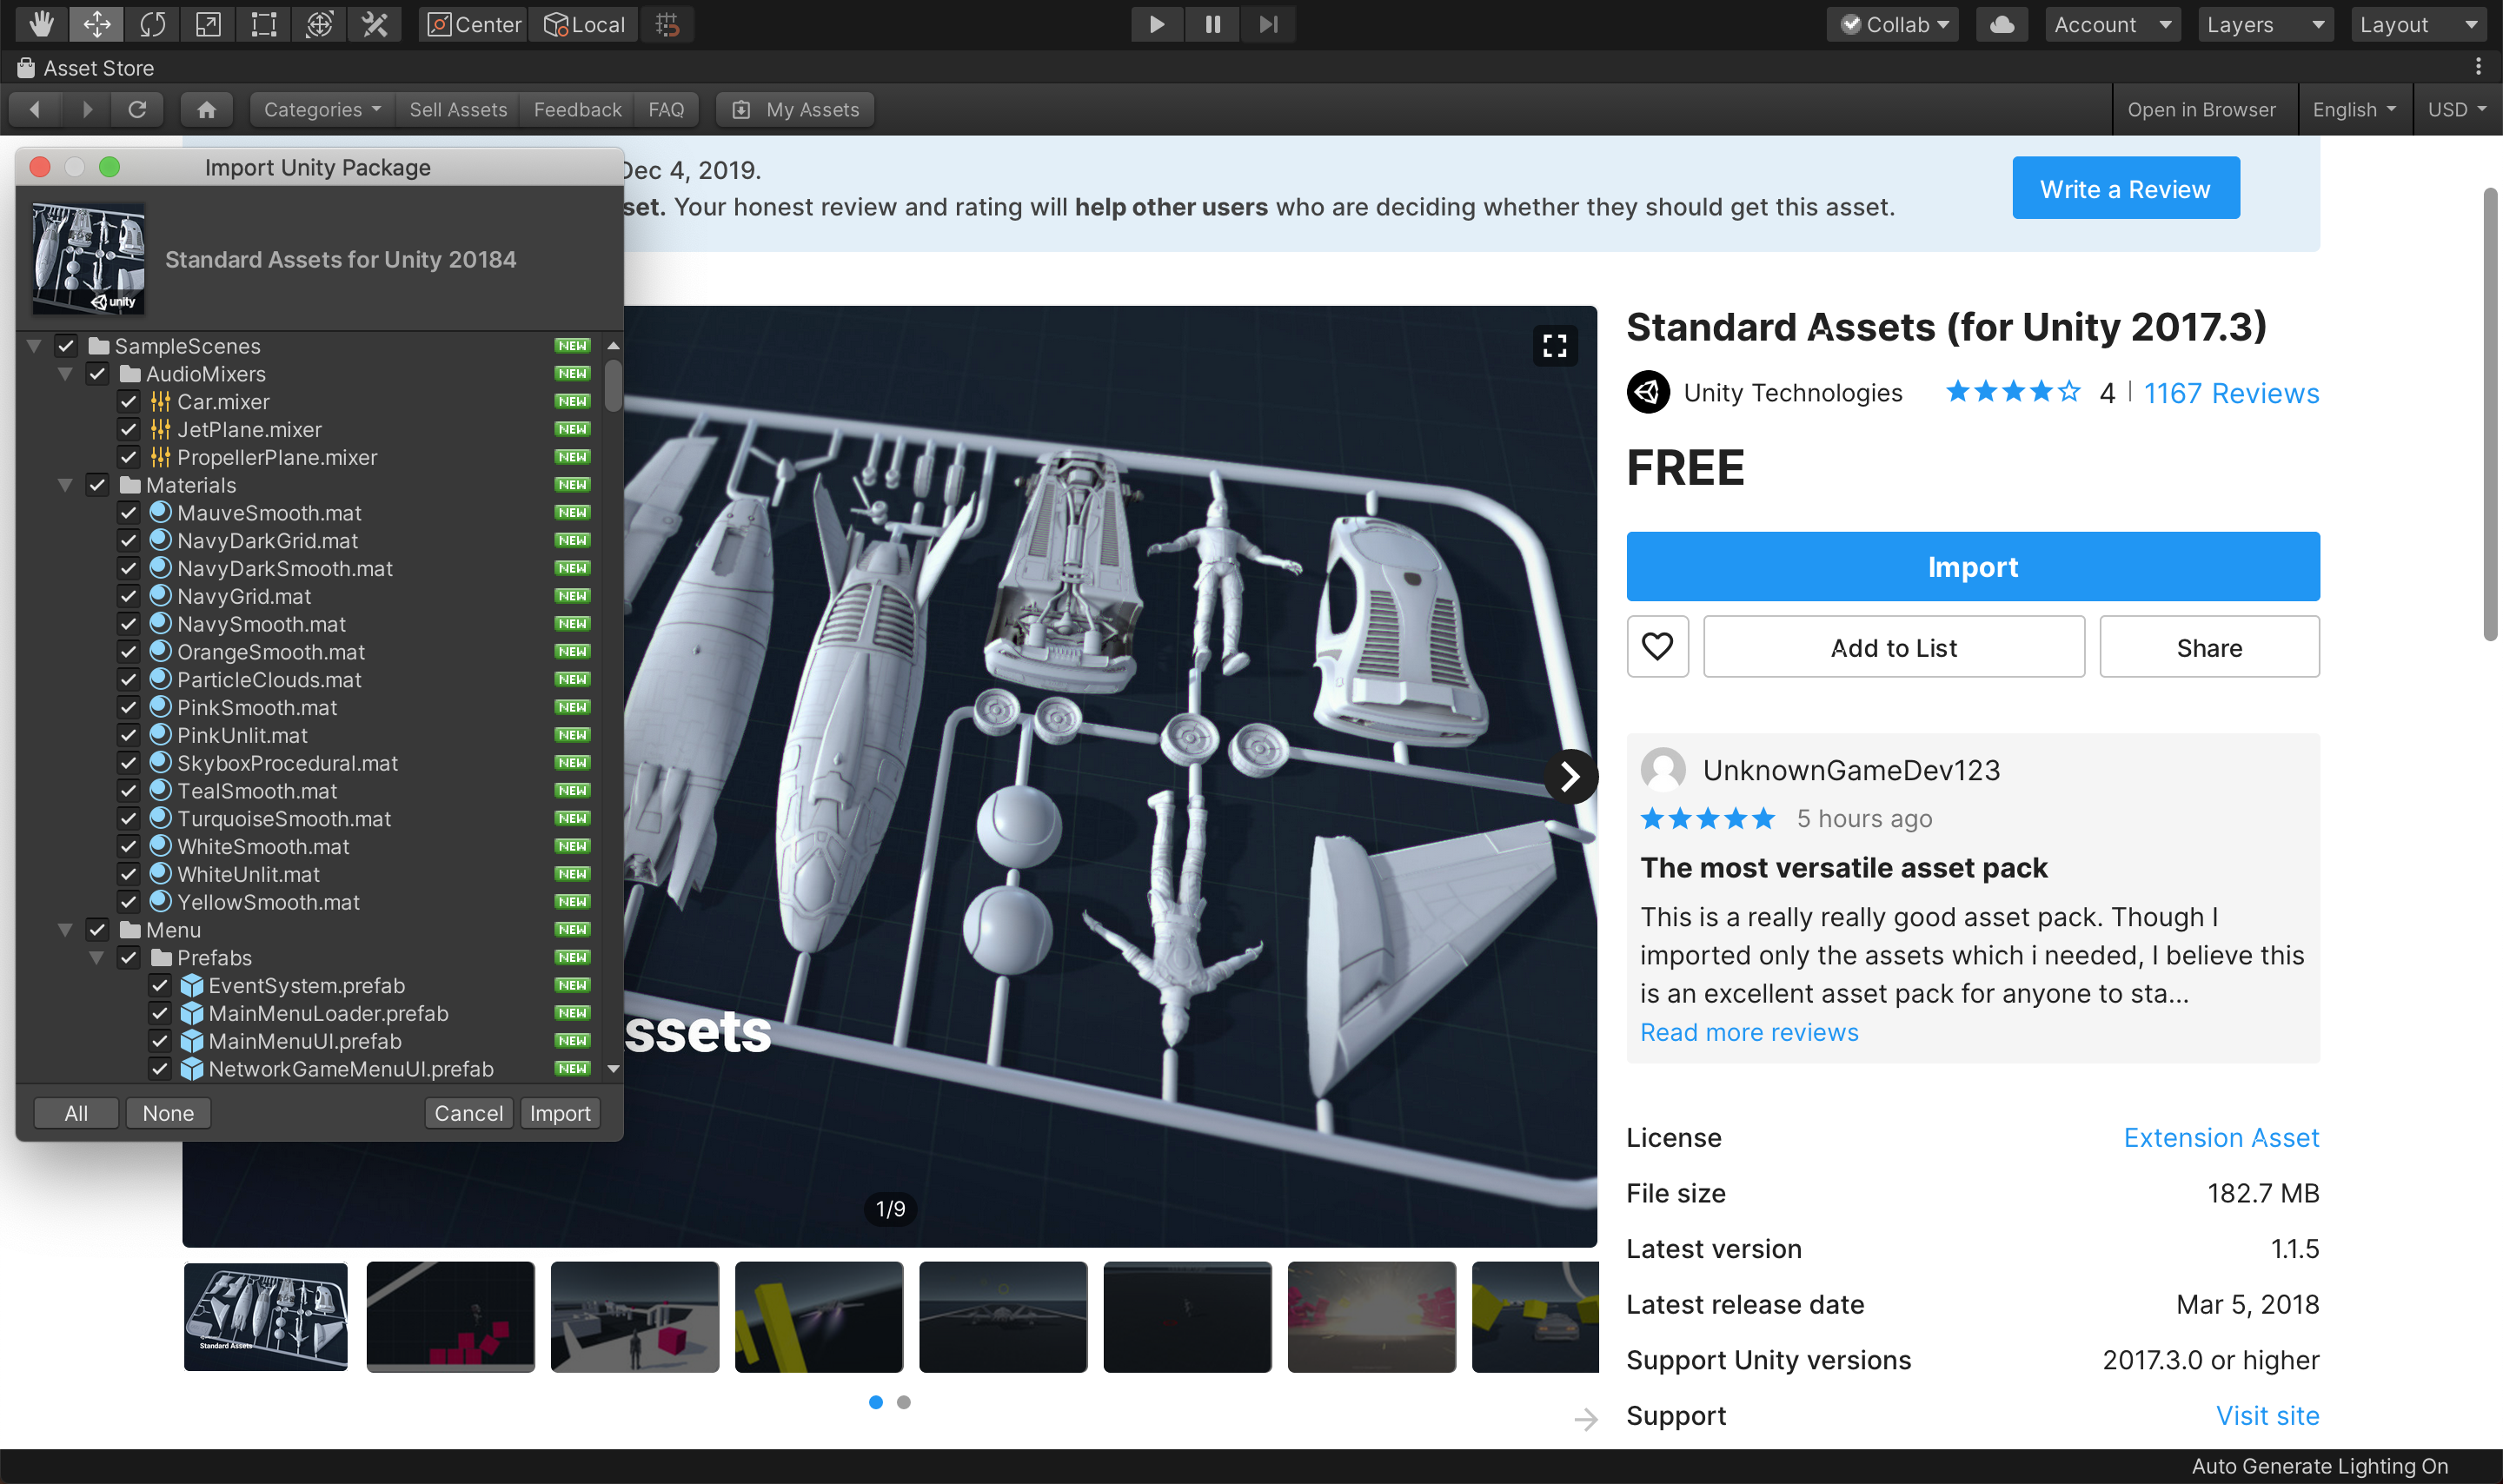 Center
Local
Collab
Account
Layers
Layout
Asset Store
Categories
Sell Assets
Feedback
FAQ
My Assets
Open in Browser
English
USD
Import Unity Package
unity
Standard Assets for Unity 20184
SampleScenes NEW
AudioMixers NEW
Car.mixer NEW
JetPlane.mixer NEW
PropellerPlane.mixer NEW
Materials NEW
MauveSmooth.mat NEW
NavyDarkGrid.mat NEW
NavyDarkSmooth.mat NEW
NavyGrid.mat NEW
NavySmooth.mat NEW
OrangeSmooth.mat NEW
ParticleClouds.mat NEW
PinkSmooth.mat NEW
PinkUnlit.mat NEW
SkyboxProcedural.mat NEW
TealSmooth.mat NEW
TurquoiseSmooth.mat NEW
WhiteSmooth.mat NEW
WhiteUnlit.mat NEW
YellowSmooth.mat NEW
Menu NEW
Prefabs NEW
EventSystem.prefab NEW
MainMenuLoader.prefab NEW
MainMenuUI.prefab NEW
NetworkGameMenuUI.prefab NEW
All
None
Cancel
Import
Dec 4, 2019.
set. Your honest review and rating will help other users who are deciding whether they should get this asset.
Write a Review
ssets
1/9
Standard Assets
Standard Assets (for Unity 2017.3)
Unity Technologies
4 | 1167 Reviews
FREE
Import
Add to List
Share
UnknownGameDev123
5 hours ago
The most versatile asset pack
This is a really really good asset pack. Though I
imported only the assets which i needed, I believe this
is an excellent asset pack for anyone to sta...
Read more reviews
License Extension Asset
File size 182.7 MB
Latest version 1.1.5
Latest release date Mar 5, 2018
Support Unity versions 2017.3.0 or higher
Support Visit site
Auto Generate Lighting On